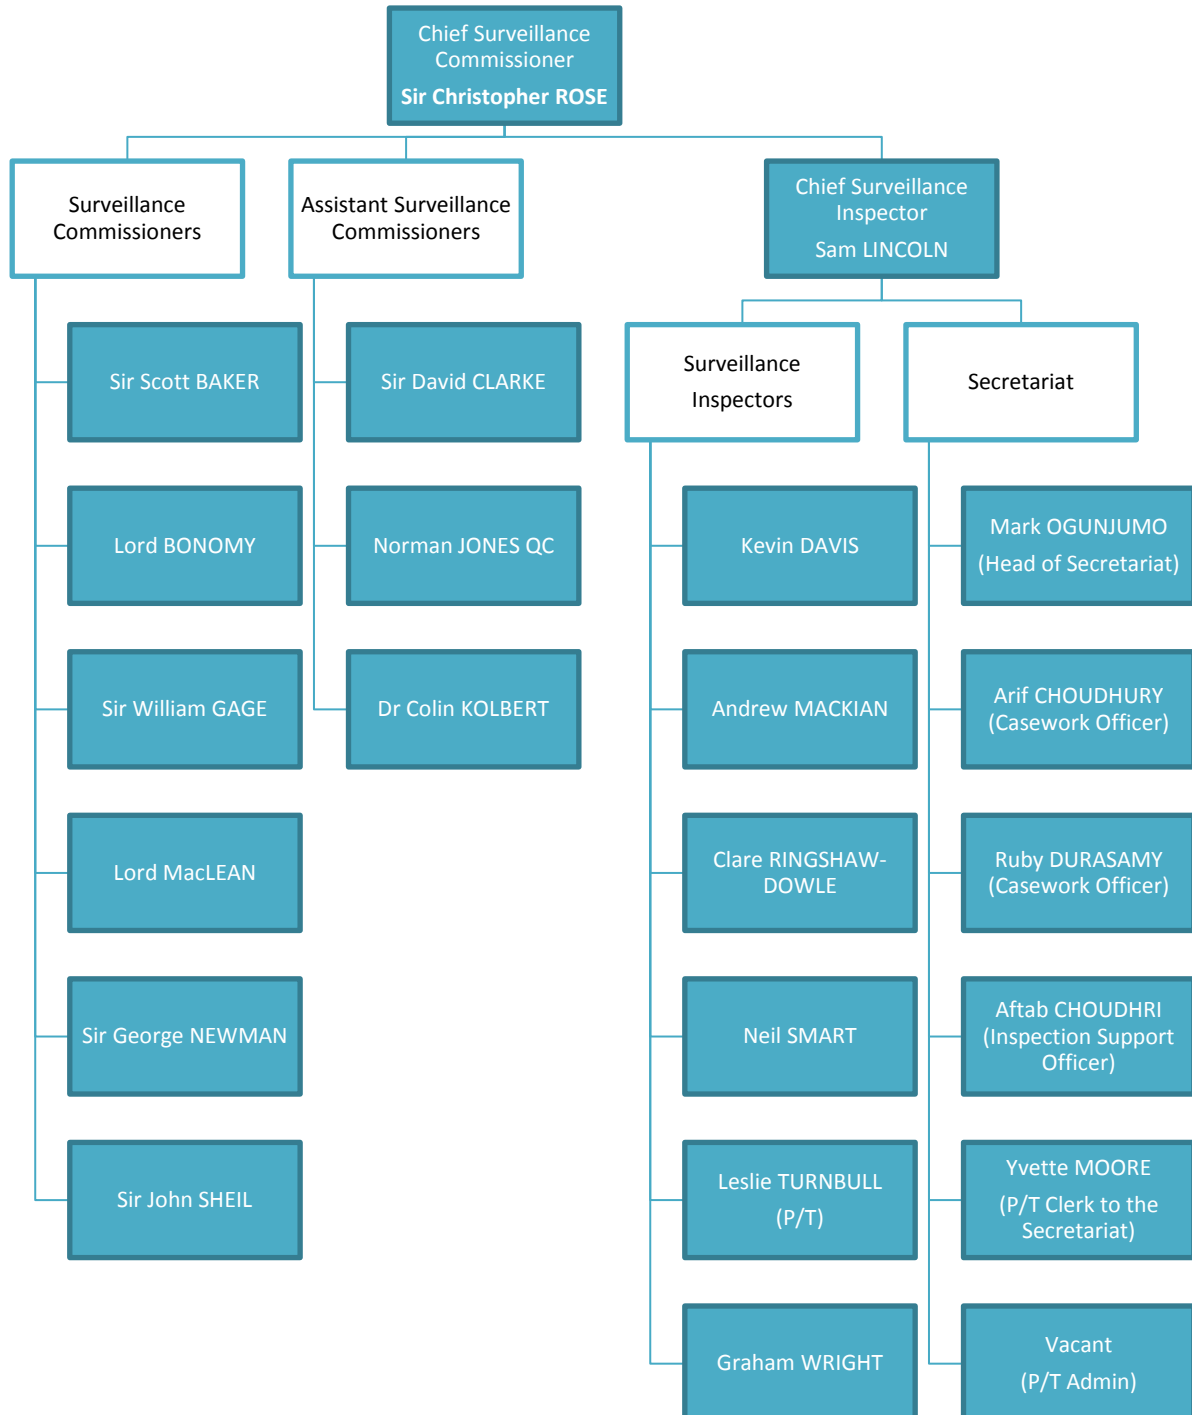 Chief Surveillance
Commissioner
Sir Christopher ROSE
Surveillance
Commissioners
Assistant Surveillance
Commissioners
Chief Surveillance
Inspector
Sam LINCOLN
Sir Scott BAKER
Lord BONOMY
Sir William GAGE
Lord MacLEAN
Sir George NEWMAN
Sir John SHEIL
Sir David CLARKE
Norman JONES QC
Dr Colin KOLBERT
Surveillance
Inspectors
Kevin DAVIS
Andrew MACKIAN
Clare RINGSHAW-
DOWLE
Neil SMART
Leslie TURNBULL
(P/T)
Graham WRIGHT
Secretariat
Mark OGUNJUMO
(Head of Secretariat)
Arif CHOUDHURY
(Casework Officer)
Ruby DURASAMY
(Casework Officer)
Aftab CHOUDHRI
(Inspection Support
Officer)
Yvette MOORE
(P/T Clerk to the
Secretariat)
Vacant
(P/T Admin)